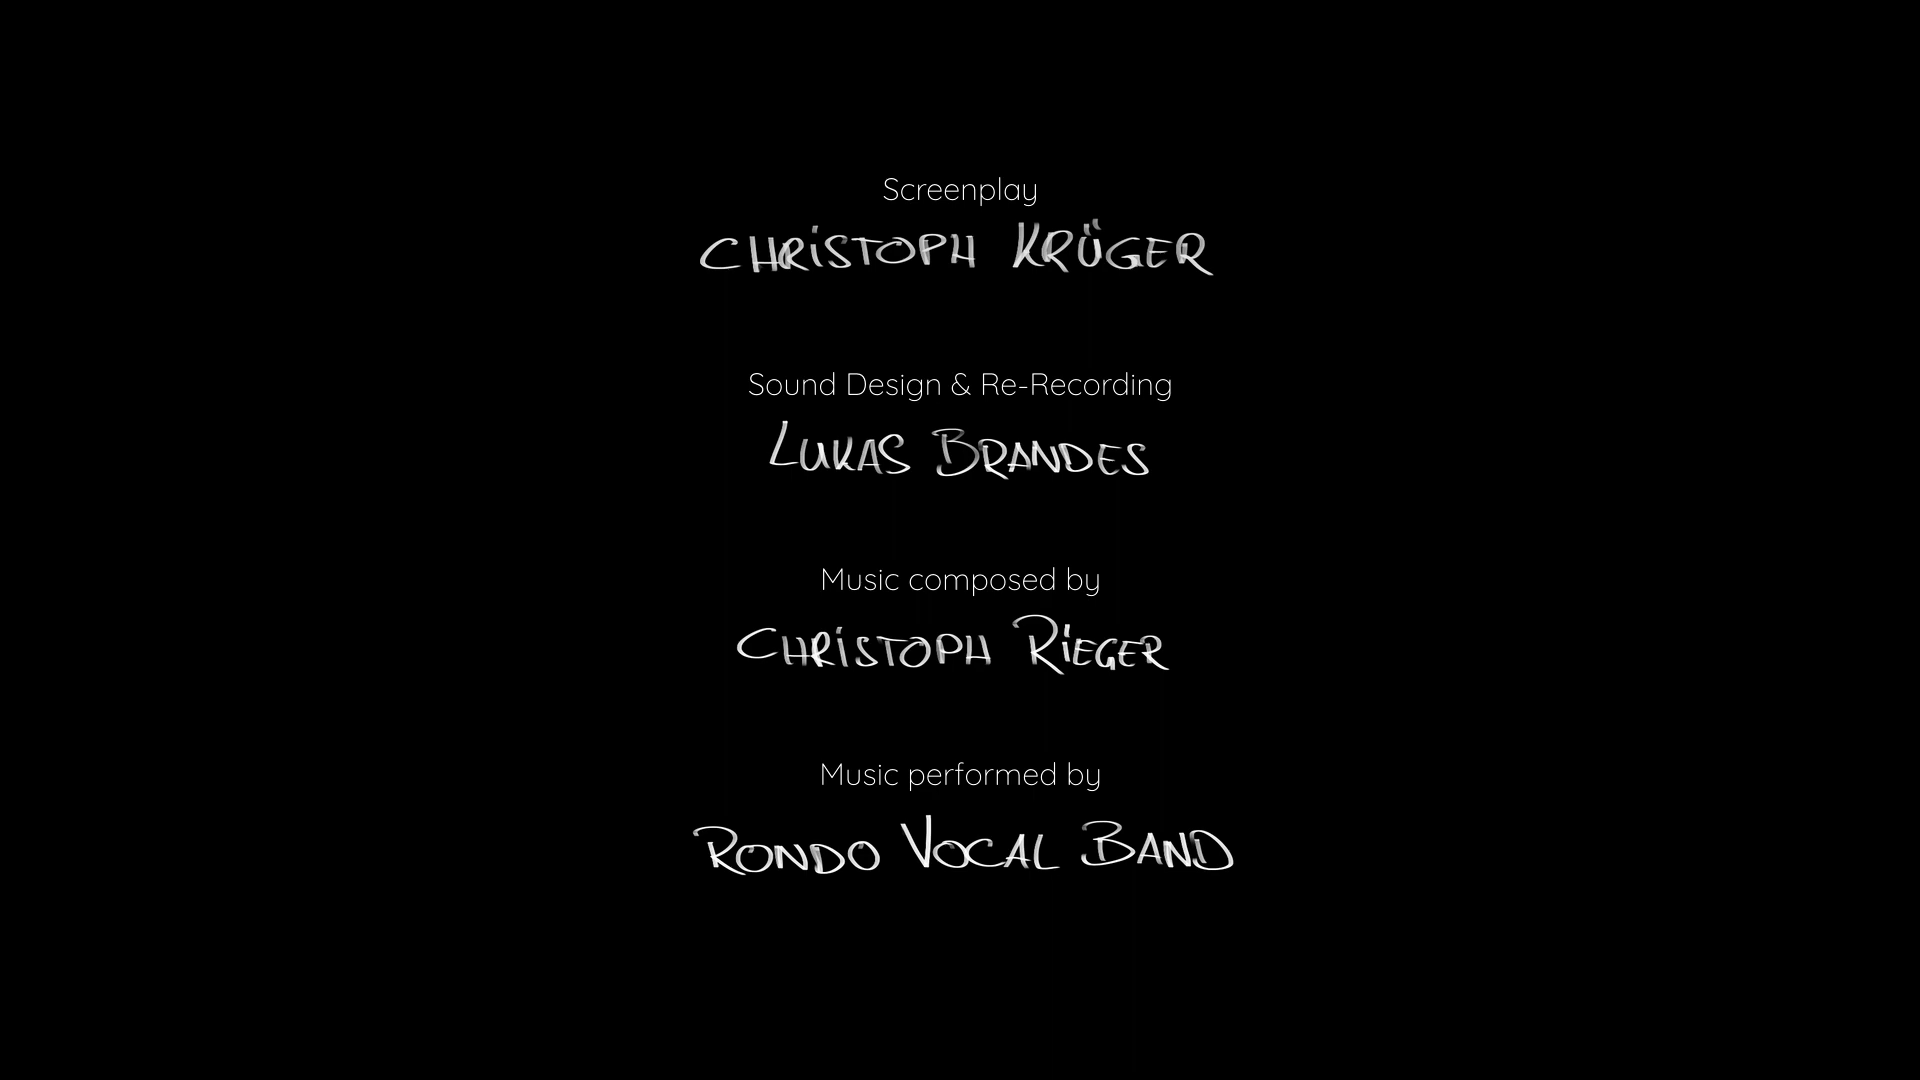 Screenplay
CHRiSTOPH KRÜGER
Sound Design & Re-Recording
LUKAS BRANDES
Music composed by
CHRiSTOPH RiEGER
Music performed by
RONDO VOCAL BAND